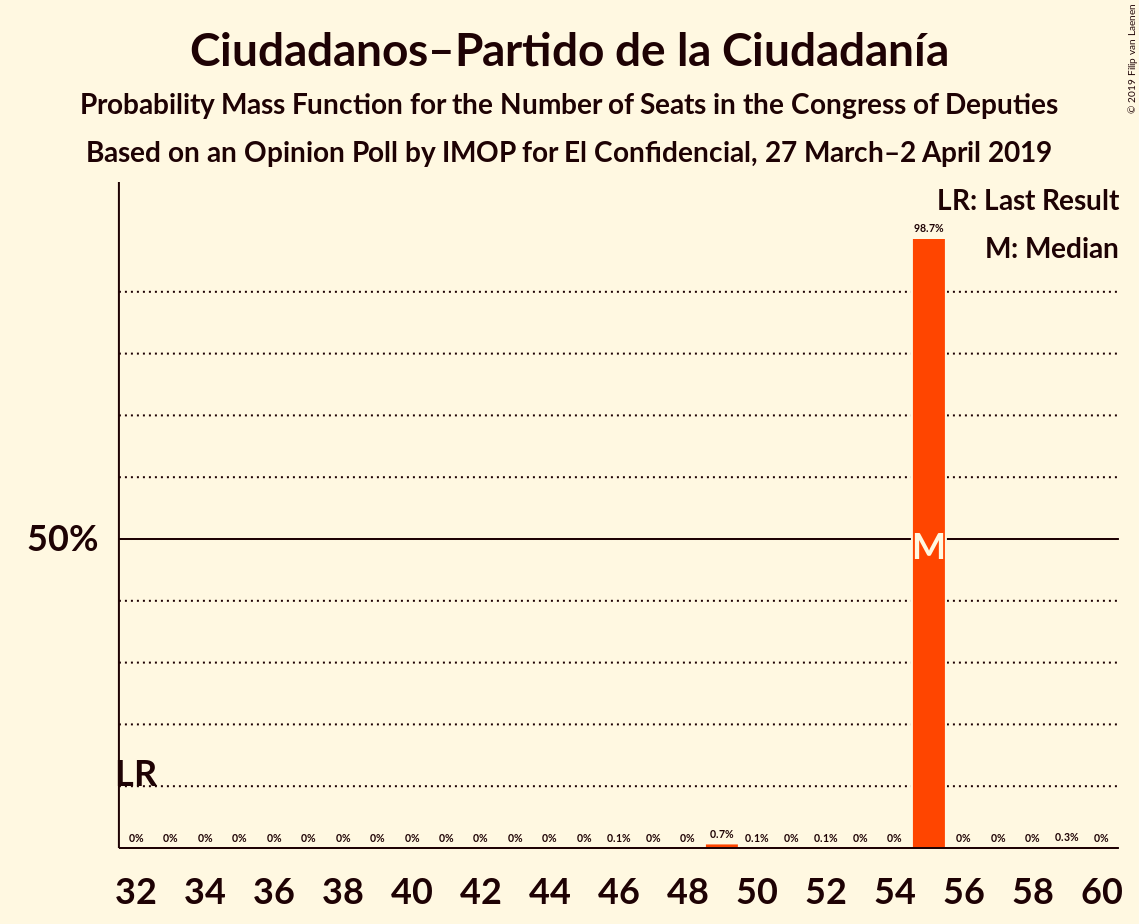 Ciudadanos–Partido de la Ciudadanía
Probability Mass Function for the Number of Seats in the Congress of Deputies
Based on an Opinion Poll by IMOP for El Confidencial, 27 March–2 April 2019
© 2019 Filip van Laenen
LR: Last Result
M: Median
98.7%
50%
M
LR
0% 0% 0% 0% 0% 0% 0% 0% 0% 0% 0% 0% 0% 0% 0.1% 0% 0% 0.7% 0.1% 0% 0.1% 0% 0% 0% 0% 0% 0.3% 0%
32 34 36 38 40 42 44 46 48 50 52 54 56 58 60